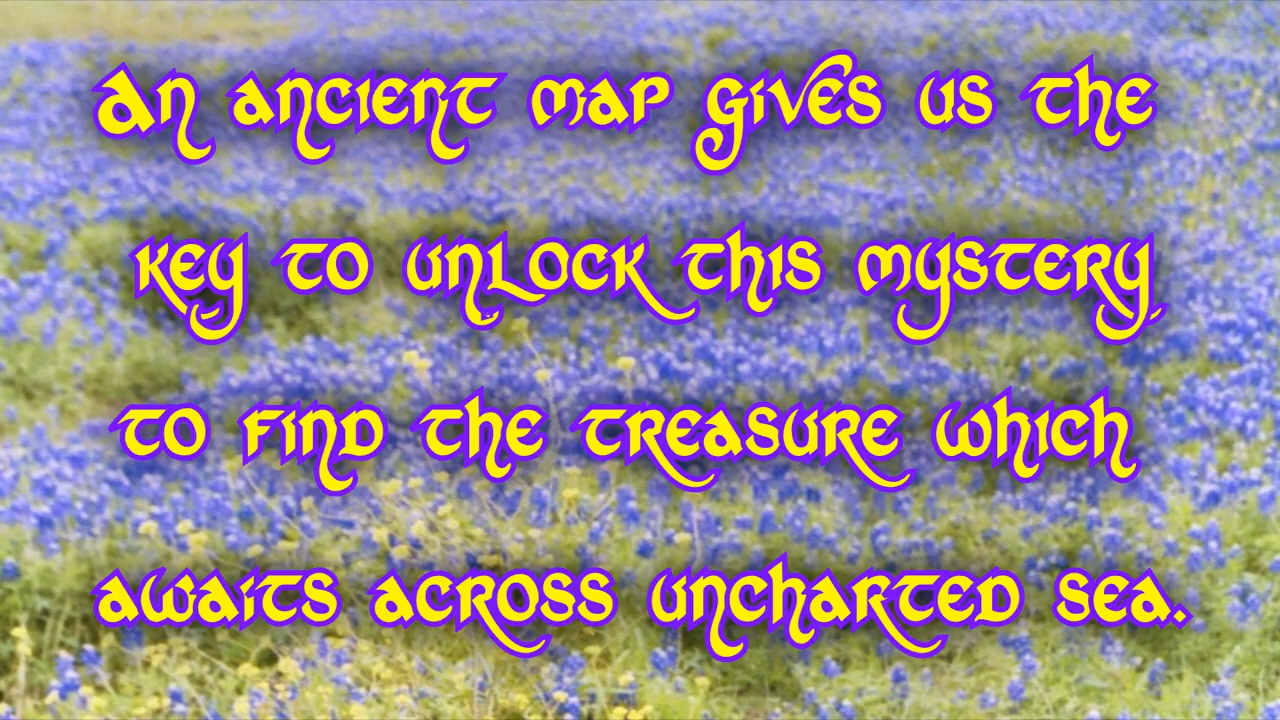 An ancient map gives us the
key to unlock this mystery,
to find the treasure which
awaits across uncharted sea.